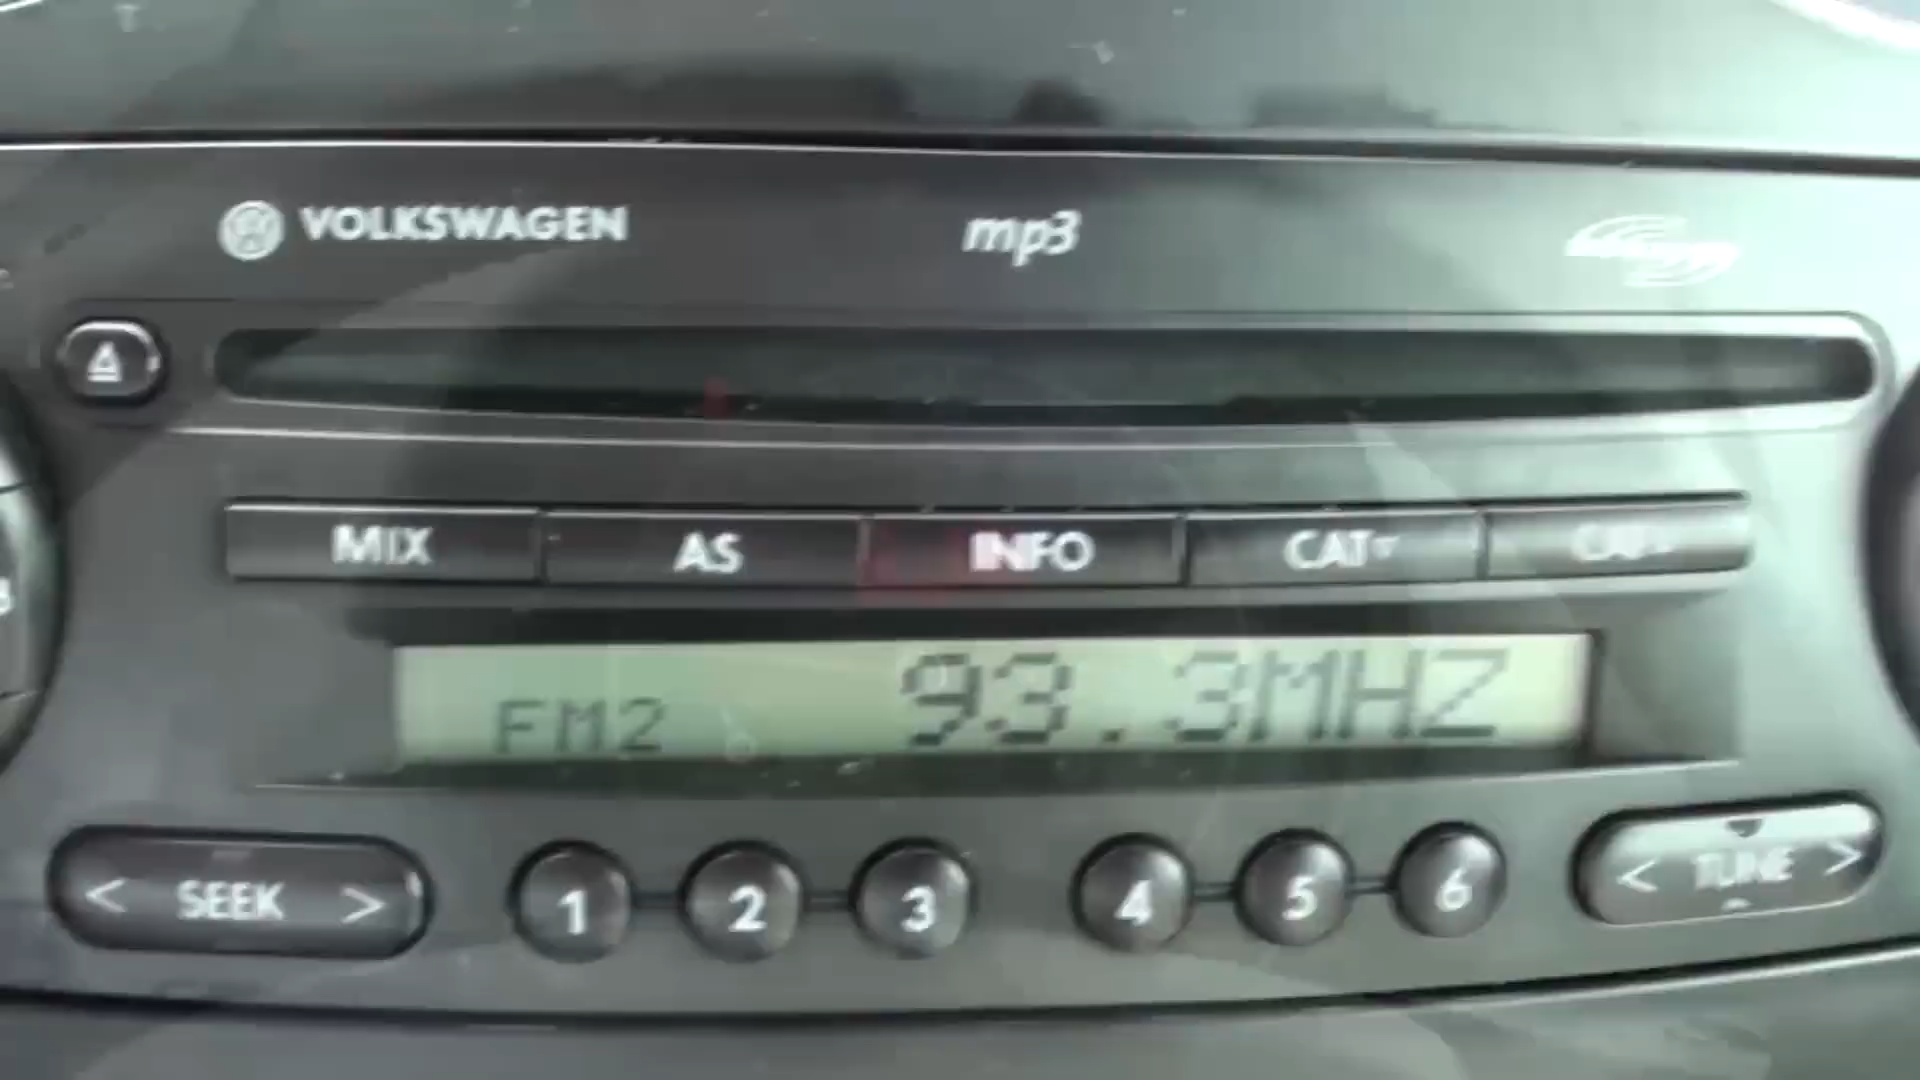 VOLKSWAGEN
mp3
MIX AS INFO CAT
FM2 93.3MHZ
< SEEK > 1 2 3 4 5 6 < TUNE >